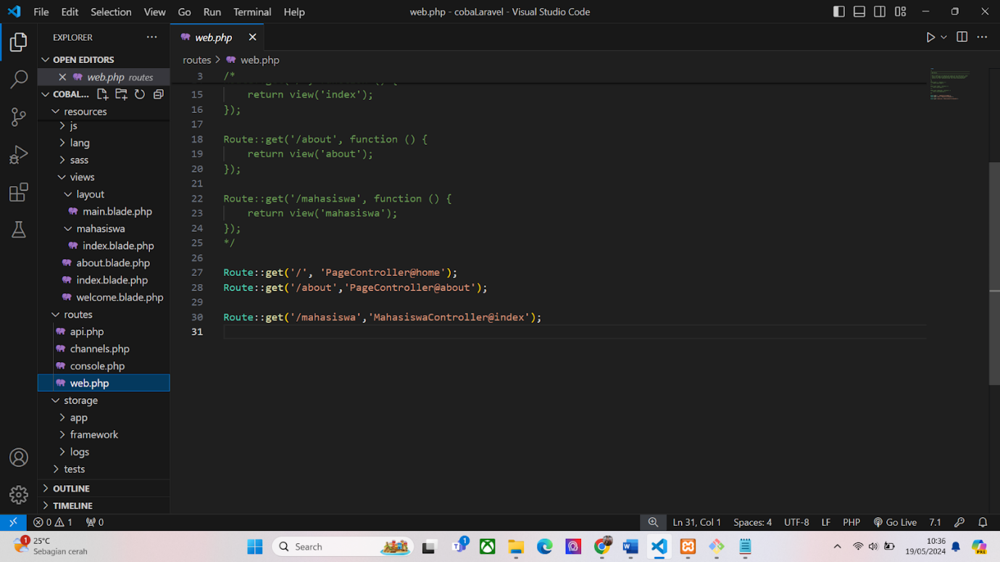 File Edit Selection View Go Run Terminal Help
web.php - cobaLaravel - Visual Studio Code
EXPLORER
OPEN EDITORS
web.php routes
COBAL...
resources
js
lang
sass
views
layout
main.blade.php
mahasiswa
index.blade.php
about.blade.php
index.blade.php
welcome.blade.php
routes
api.php
channels.php
console.php
web.php
storage
app
framework
logs
tests
OUTLINE
TIMELINE
web.php
routes > web.php
3 /*
15 return view('index');
16 });
17
18 Route::get('/about', function () {
19 return view('about');
20 });
21
22 Route::get('/mahasiswa', function () {
23 return view('mahasiswa');
24 });
25 */
26
27 Route::get('/', 'PageController@home');
28 Route::get('/about','PageController@about');
29
30 Route::get('/mahasiswa','MahasiswaController@index');
31
0 1 0
Ln 31, Col 1 Spaces: 4 UTF-8 LF PHP Go Live 7.1
1
25°C
Sebagian cerah
Search
1
10:36
19/05/2024
PRE